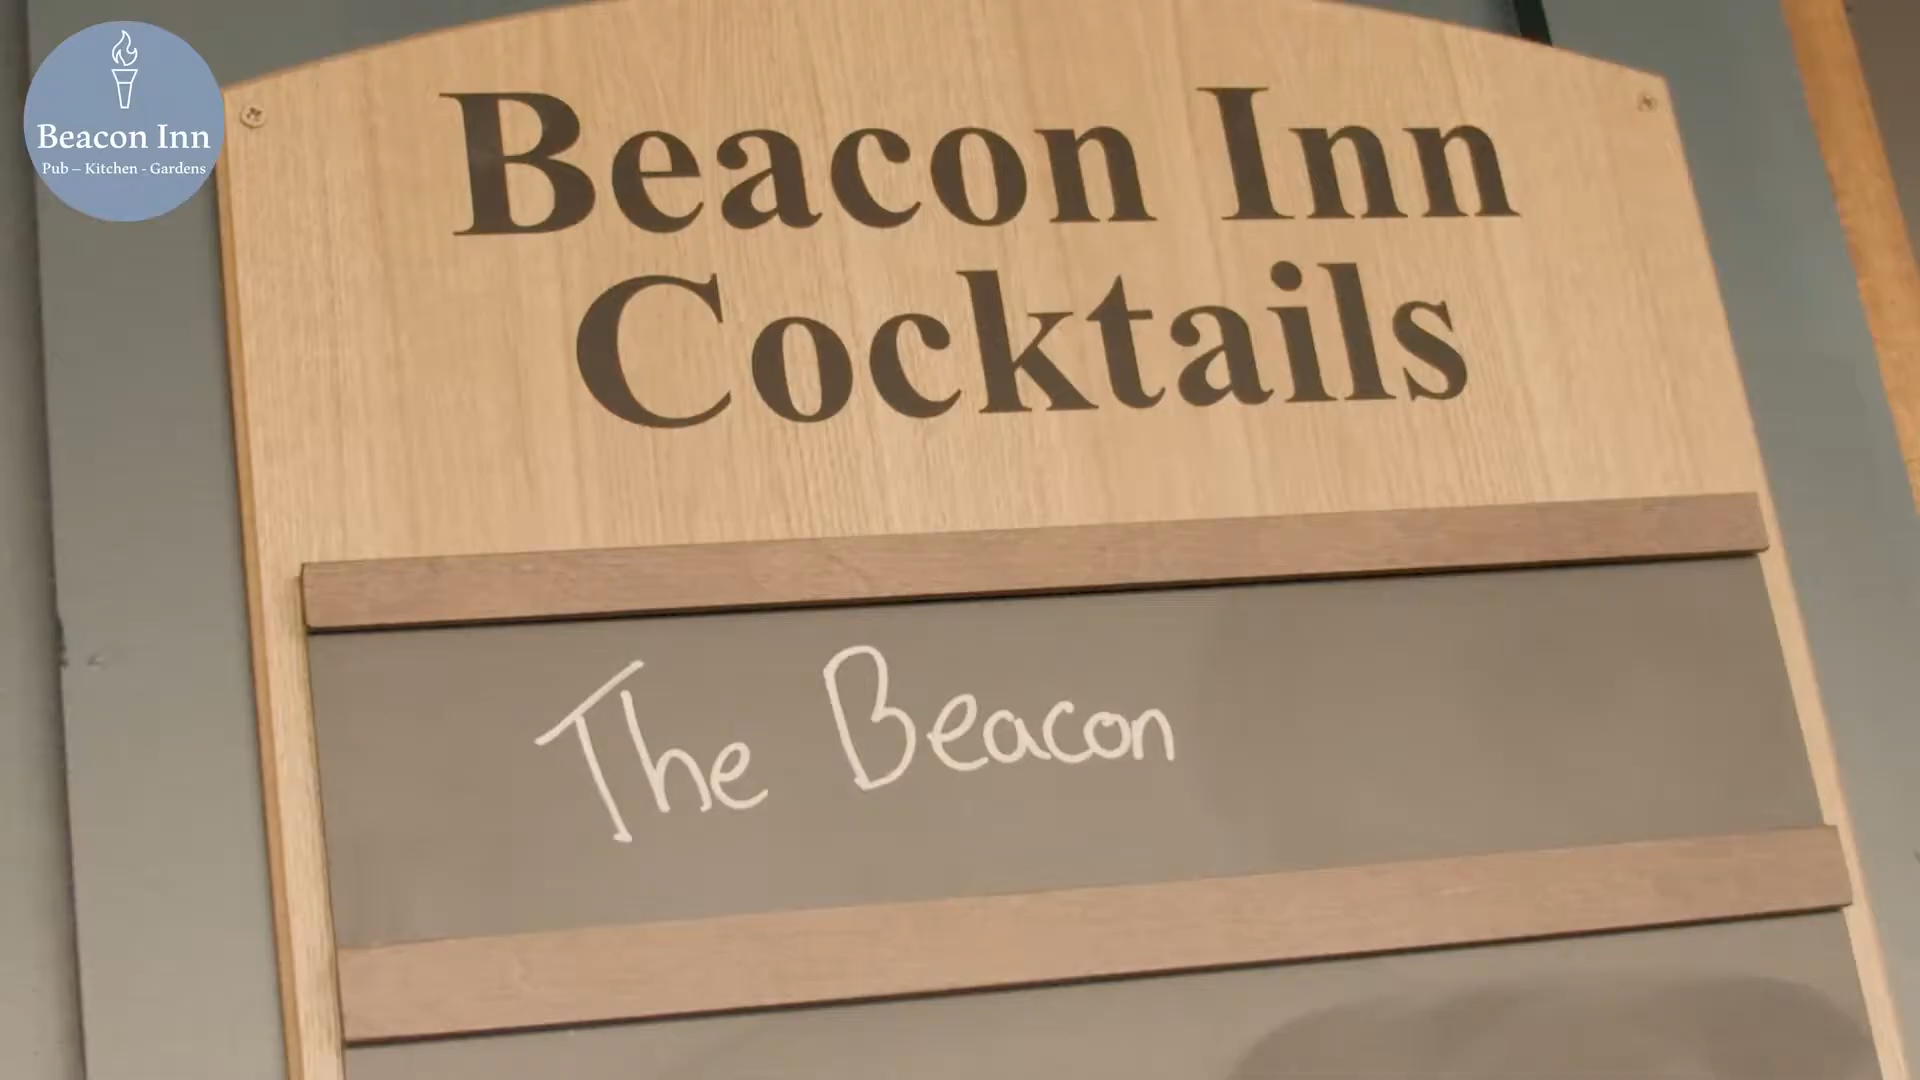 Beacon Inn
Pub – Kitchen - Gardens
Beacon Inn
Cocktails
The Beacon